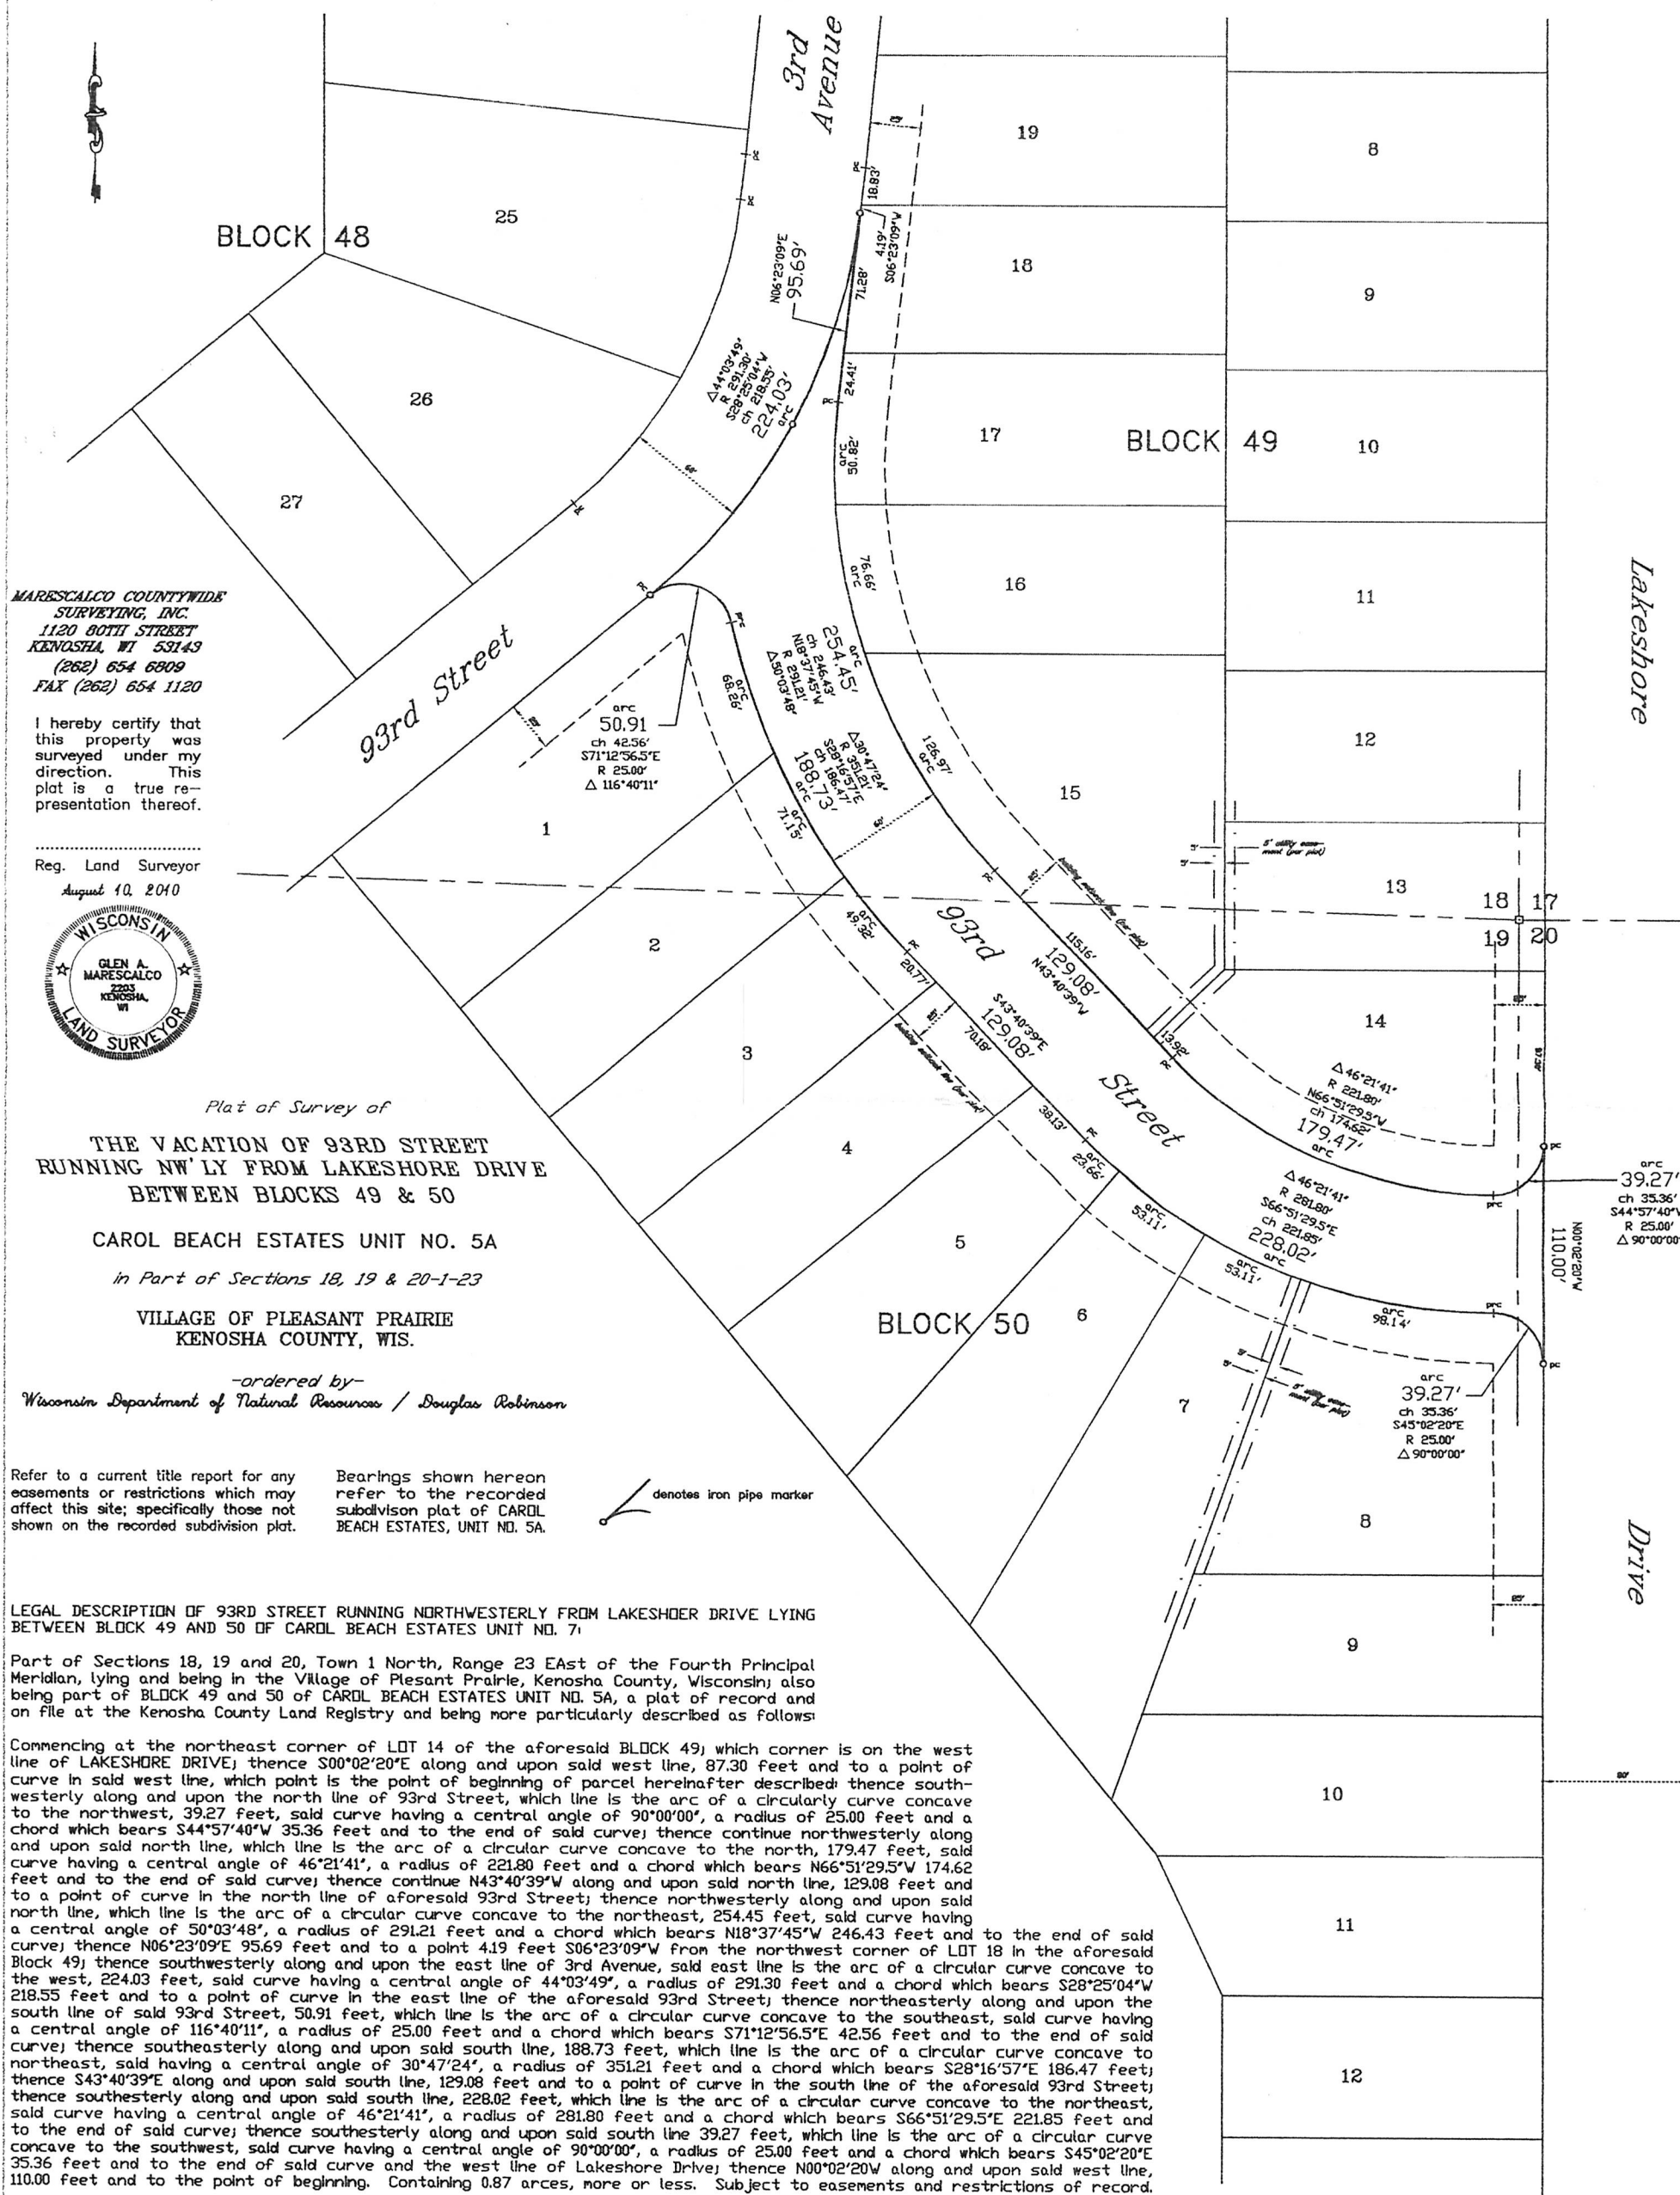 3rd
Avenue
19
8
25
BLOCK 48
18.83'
4.19'
S06°23'09"W
N06°23'09"E
95.69'
71.28'
18
9
26
Δ44°03'49"
R 291.30'
S28°25'04"W
ch 218.55'
224.03'
arc
24.41'
17
BLOCK 49
10
27
arc
50.82'
60'
16
11
76.66'
arc
Lakeshore
MARESCALCO COUNTYWIDE
SURVEYING, INC.
1120 80TH STREET
KENOSHA, WI 53143
(262) 654 6809
FAX (262) 654 1120
93rd Street
arc
68.26'
arc
254.45'
ch 246.43'
N18°37'45"W
R 291.21'
Δ50°03'48"
I hereby certify that
this property was
surveyed under my
direction. This
plat is a true re-
presentation thereof.
arc
50.91
ch 42.56'
S71°12'56.5"E
R 25.00'
Δ 116°40'11"
Δ30°47'24"
R 351.21'
S28°16'57"E
ch 186.47'
188.73'
arc
126.97'
arc
12
15
arc
71.15'
1
60'
5' utility ease-
ment (per plat)
5'
5'
Reg. Land Surveyor
August 10, 2010
13
18 17
19 20
WISCONSIN
GLEN A.
MARESCALCO
2203
KENOSHA,
WI
LAND SURVEYOR
arc
49.32'
2
93rd
Street
building setback line (per plat)
115.16'
129.08'
N43°40'39"W
20.77'
S43°40'39"E
129.08'
70.18'
25'
14
13.92'
building setback line (per plat)
3
87.30'
Plat of Survey of
THE VACATION OF 93RD STREET
RUNNING NW'LY FROM LAKESHORE DRIVE
BETWEEN BLOCKS 49 & 50
CAROL BEACH ESTATES UNIT NO. 5A
in Part of Sections 18, 19 & 20-1-23
VILLAGE OF PLEASANT PRAIRIE
KENOSHA COUNTY, WIS.
-ordered by-
Wisconsin Department of Natural Resources / Douglas Robinson
Δ46°21'41"
R 221.80'
N66°51'29.5"W
ch 174.62'
179.47'
arc
38.13'
4
arc
23.66'
arc
39.27'
ch 35.36'
S44°57'40"W
R 25.00'
Δ 90°00'00"
Δ46°21'41"
R 281.80'
S66°51'29.5"E
ch 221.85'
228.02'
arc
arc
53.11'
5
arc
53.11'
N00°02'20"W
110.00'
BLOCK 50
6
arc
98.14'
5'
5'
5' utility ease-
ment (per plat)
arc
39.27'
ch 35.36'
S45°02'20"E
R 25.00'
Δ 90°00'00"
7
Refer to a current title report for any
easements or restrictions which may
affect this site; specifically those not
shown on the recorded subdivision plat.
Bearings shown hereon
refer to the recorded
subdivison plat of CAROL
BEACH ESTATES, UNIT NO. 5A.
denotes iron pipe marker
8
Drive
25'
9
10
11
12
LEGAL DESCRIPTION OF 93RD STREET RUNNING NORTHWESTERLY FROM LAKESHOER DRIVE LYING
BETWEEN BLOCK 49 AND 50 OF CAROL BEACH ESTATES UNIT NO. 7:
Part of Sections 18, 19 and 20, Town 1 North, Range 23 EAst of the Fourth Principal
Meridian, lying and being in the Village of Plesant Prairie, Kenosha County, Wisconsin; also
being part of BLOCK 49 and 50 of CAROL BEACH ESTATES UNIT NO. 5A, a plat of record and
on file at the Kenosha County Land Registry and being more particularly described as follows:
Commencing at the northeast corner of LOT 14 of the aforesaid BLOCK 49; which corner is on the west
line of LAKESHORE DRIVE; thence S00°02'20"E along and upon said west line, 87.30 feet and to a point of
curve in said west line, which point is the point of beginning of parcel hereinafter described: thence south-
westerly along and upon the north line of 93rd Street, which line is the arc of a circularly curve concave
to the northwest, 39.27 feet, said curve having a central angle of 90°00'00", a radius of 25.00 feet and a
chord which bears S44°57'40"W 35.36 feet and to the end of said curve; thence continue northwesterly along
and upon said north line, which line is the arc of a circular curve concave to the north, 179.47 feet, said
curve having a central angle of 46°21'41", a radius of 221.80 feet and a chord which bears N66°51'29.5"W 174.62
feet and to the end of said curve; thence continue N43°40'39"W along and upon said north line, 129.08 feet and
to a point of curve in the north line of aforesaid 93rd Street; thence northwesterly along and upon said
north line, which line is the arc of a circular curve concave to the northeast, 254.45 feet, said curve having
a central angle of 50°03'48", a radius of 291.21 feet and a chord which bears N18°37'45"W 246.43 feet and to the end of said
curve; thence N06°23'09"E 95.69 feet and to a point 4.19 feet S06°23'09"W from the northwest corner of LOT 18 in the aforesaid
Block 49; thence southwesterly along and upon the east line of 3rd Avenue, said east line is the arc of a circular curve concave to
the west, 224.03 feet, said curve having a central angle of 44°03'49", a radius of 291.30 feet and a chord which bears S28°25'04"W
218.55 feet and to a point of curve in the east line of the aforesaid 93rd Street; thence northeasterly along and upon the
south line of said 93rd Street, 50.91 feet, which line is the arc of a circular curve concave to the southeast, said curve having
a central angle of 116°40'11", a radius of 25.00 feet and a chord which bears S71°12'56.5"E 42.56 feet and to the end of said
curve; thence southeasterly along and upon said south line, 188.73 feet, which line is the arc of a circular curve concave to
northeast, said having a central angle of 30°47'24", a radius of 351.21 feet and a chord which bears S28°16'57"E 186.47 feet;
thence S43°40'39"E along and upon said south line, 129.08 feet and to a point of curve in the south line of the aforesaid 93rd Street;
thence southesterly along and upon said south line, 228.02 feet, which line is the arc of a circular curve concave to the northeast,
said curve having a central angle of 46°21'41", a radius of 281.80 feet and a chord which bears S66°51'29.5"E 221.85 feet and
to the end of said curve; thence southesterly along and upon said south line 39.27 feet, which line is the arc of a circular curve
concave to the southwest, said curve having a central angle of 90°00'00", a radius of 25.00 feet and a chord which bears S45°02'20"E
35.36 feet and to the end of said curve and the west line of Lakeshore Drive; thence N00°02'20W along and upon said west line,
110.00 feet and to the point of beginning. Containing 0.87 arces, more or less. Subject to easements and restrictions of record.